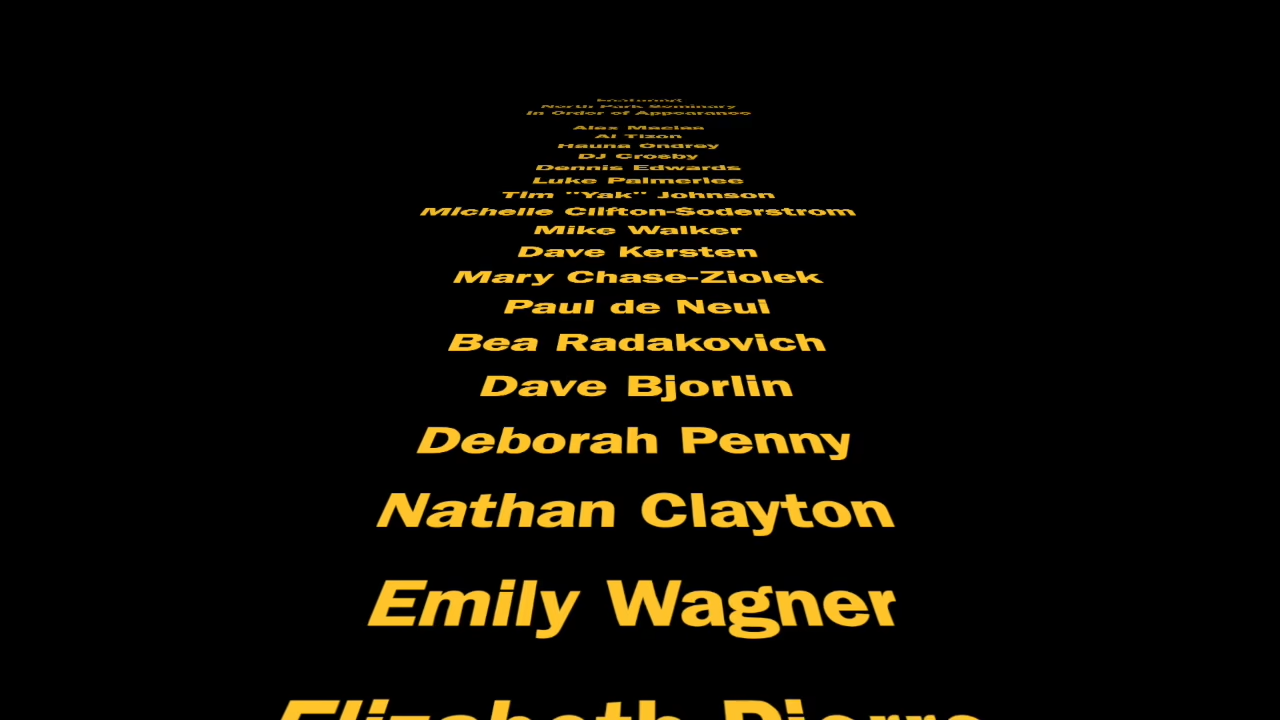 North Park Seminary
In Order of Appearance
Alex Macias
Al Tizon
Hauna Ondrey
DJ Crosby
Dennis Edwards
Luke Palmerlee
Tim "Yak" Johnson
Michelle Clifton-Soderstrom
Mike Walker
Dave Kersten
Mary Chase-Ziolek
Paul de Neui
Bea Radakovich
Dave Bjorlin
Deborah Penny
Nathan Clayton
Emily Wagner
Elizabeth Pierre